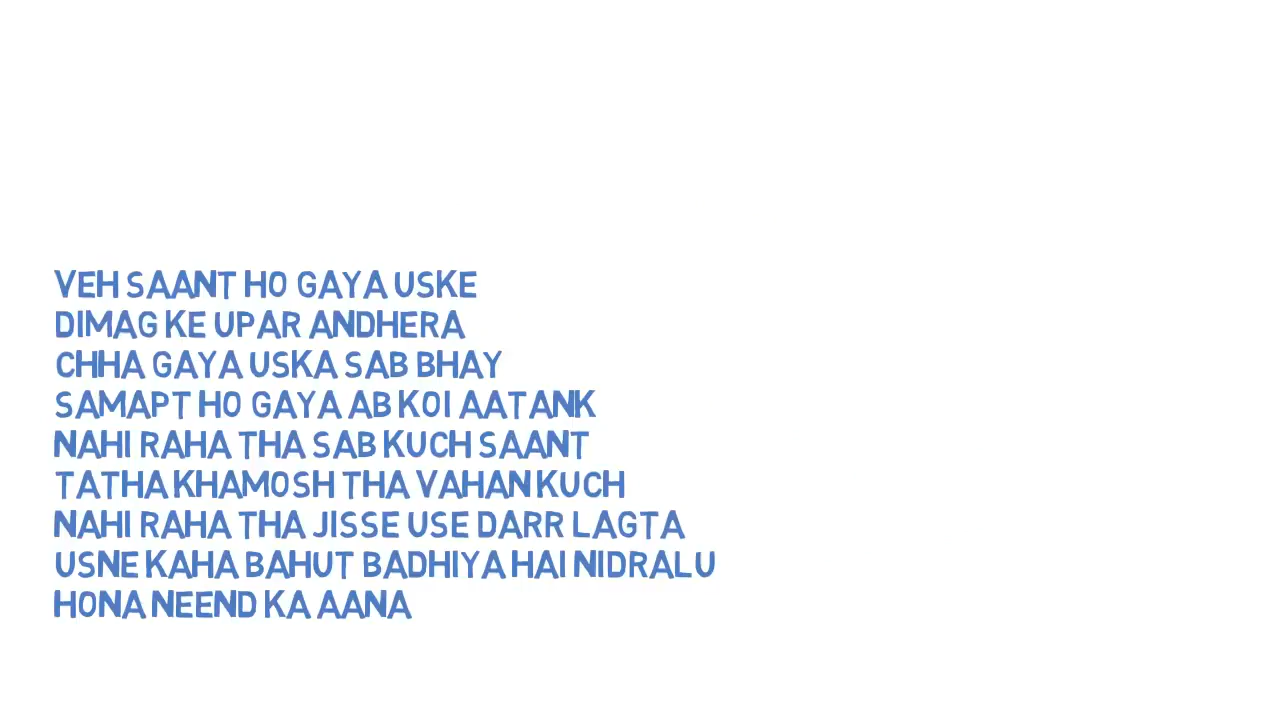 VEH SAANT HO GAYA USKE
DIMAG KE UPAR ANDHERA
CHHA GAYA USKA SAB BHAY
SAMAPT HO GAYA AB KOI AATANK
NAHI RAHA THA SAB KUCH SAANT
TATHA KHAMOSH THA VAHAN KUCH
NAHI RAHA THA JISSE USE DARR LAGTA
USNE KAHA BAHUT BADHIYA HAI NIDRALU
HONA NEEND KA AANA